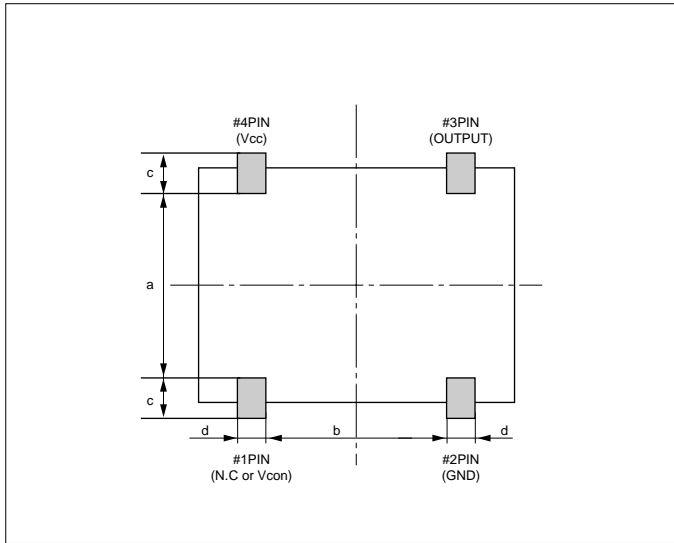 #4PIN
(Vcc)
#3PIN
(OUTPUT)
c
a
c
d
b
d
#1PIN
(N.C or Vcon)
#2PIN
(GND)